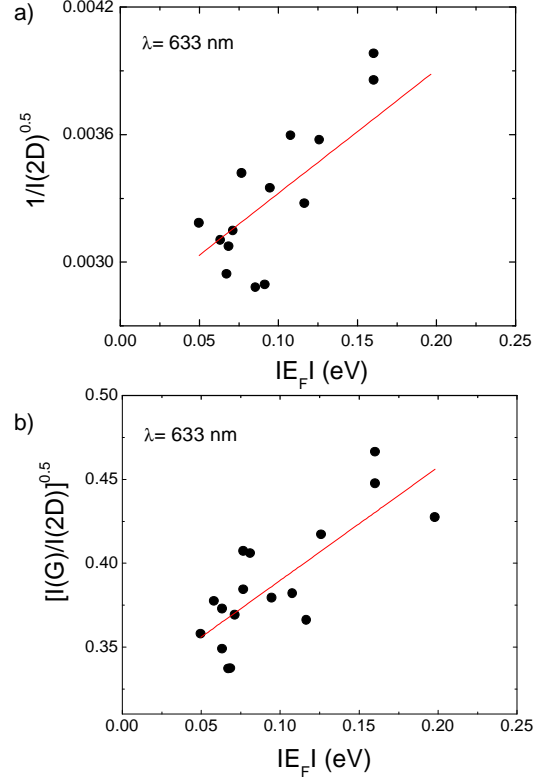 a)
λ= 633 nm
0.0042
0.0036
0.0030
1/I(2D)^0.5
0.00 0.05 0.10 0.15 0.20 0.25
IE_F I (eV)
b)
λ= 633 nm
0.50
0.45
0.40
0.35
[I(G)/I(2D)]^0.5
0.00 0.05 0.10 0.15 0.20 0.25
IE_F I (eV)